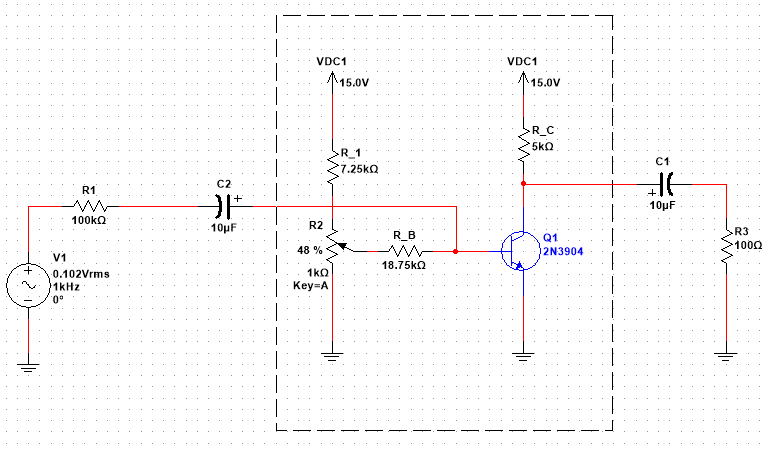 VDC1
15.0V
R_1
7.25kΩ
VDC1
15.0V
R_C
5kΩ
C1
+
10µF
R3
100Ω
R1
100kΩ
C2
+
10µF
R2
48 %
1kΩ
Key=A
R_B
18.75kΩ
Q1
2N3904
V1
0.102Vrms
1kHz
0°